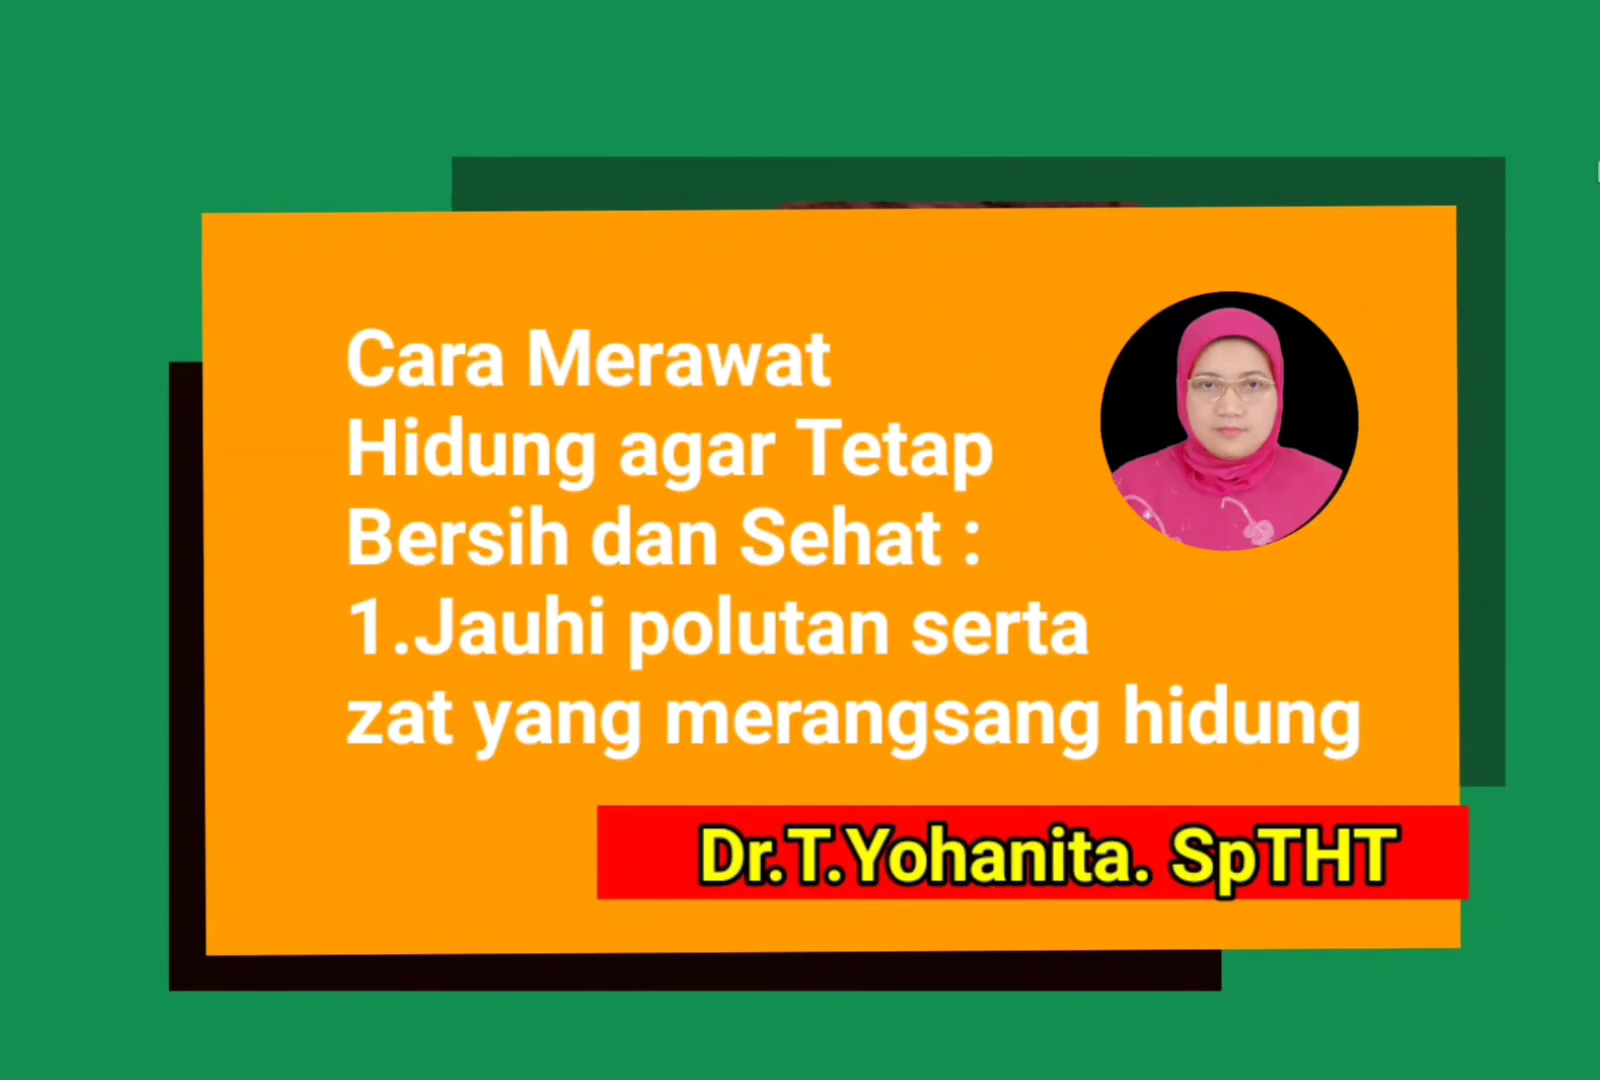 Cara Merawat
Hidung agar Tetap
Bersih dan Sehat :
1.Jauhi polutan serta
zat yang merangsang hidung
Dr.T.Yohanita. SpTHT